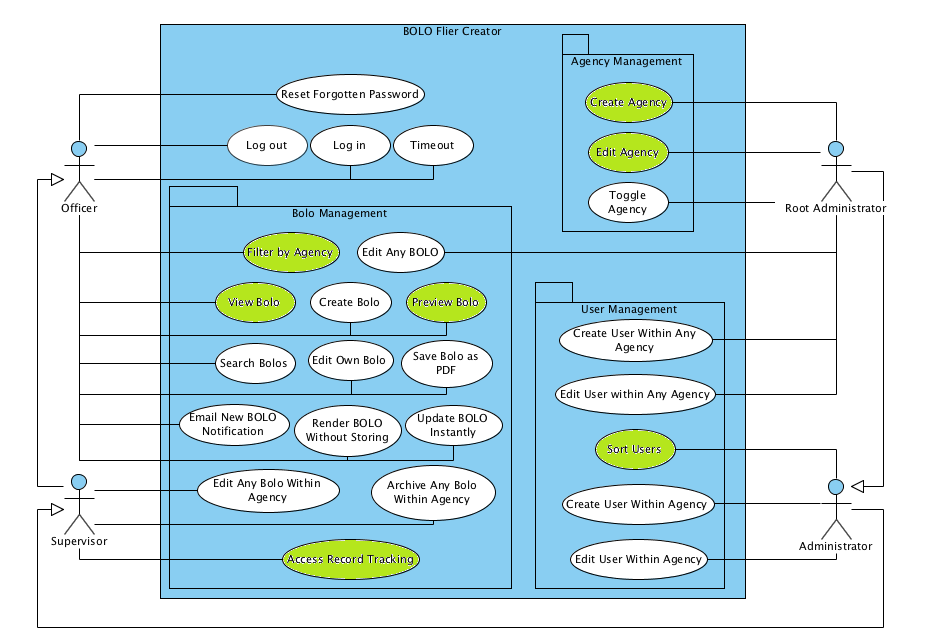 BOLO Flier Creator
Agency Management
Reset Forgotten Password
Create Agency
Log out
Log in
Timeout
Edit Agency
Toggle
Agency
Officer
Root Administrator
Bolo Management
Filter by Agency
Edit Any BOLO
View Bolo
Create Bolo
Preview Bolo
User Management
Create User Within Any
Agency
Search Bolos
Edit Own Bolo
Save Bolo as
PDF
Edit User within Any Agency
Email New BOLO
Notification
Render BOLO
Without Storing
Update BOLO
Instantly
Sort Users
Edit Any Bolo Within
Agency
Archive Any Bolo
Within Agency
Create User Within Agency
Supervisor
Administrator
Access Record Tracking
Edit User Within Agency